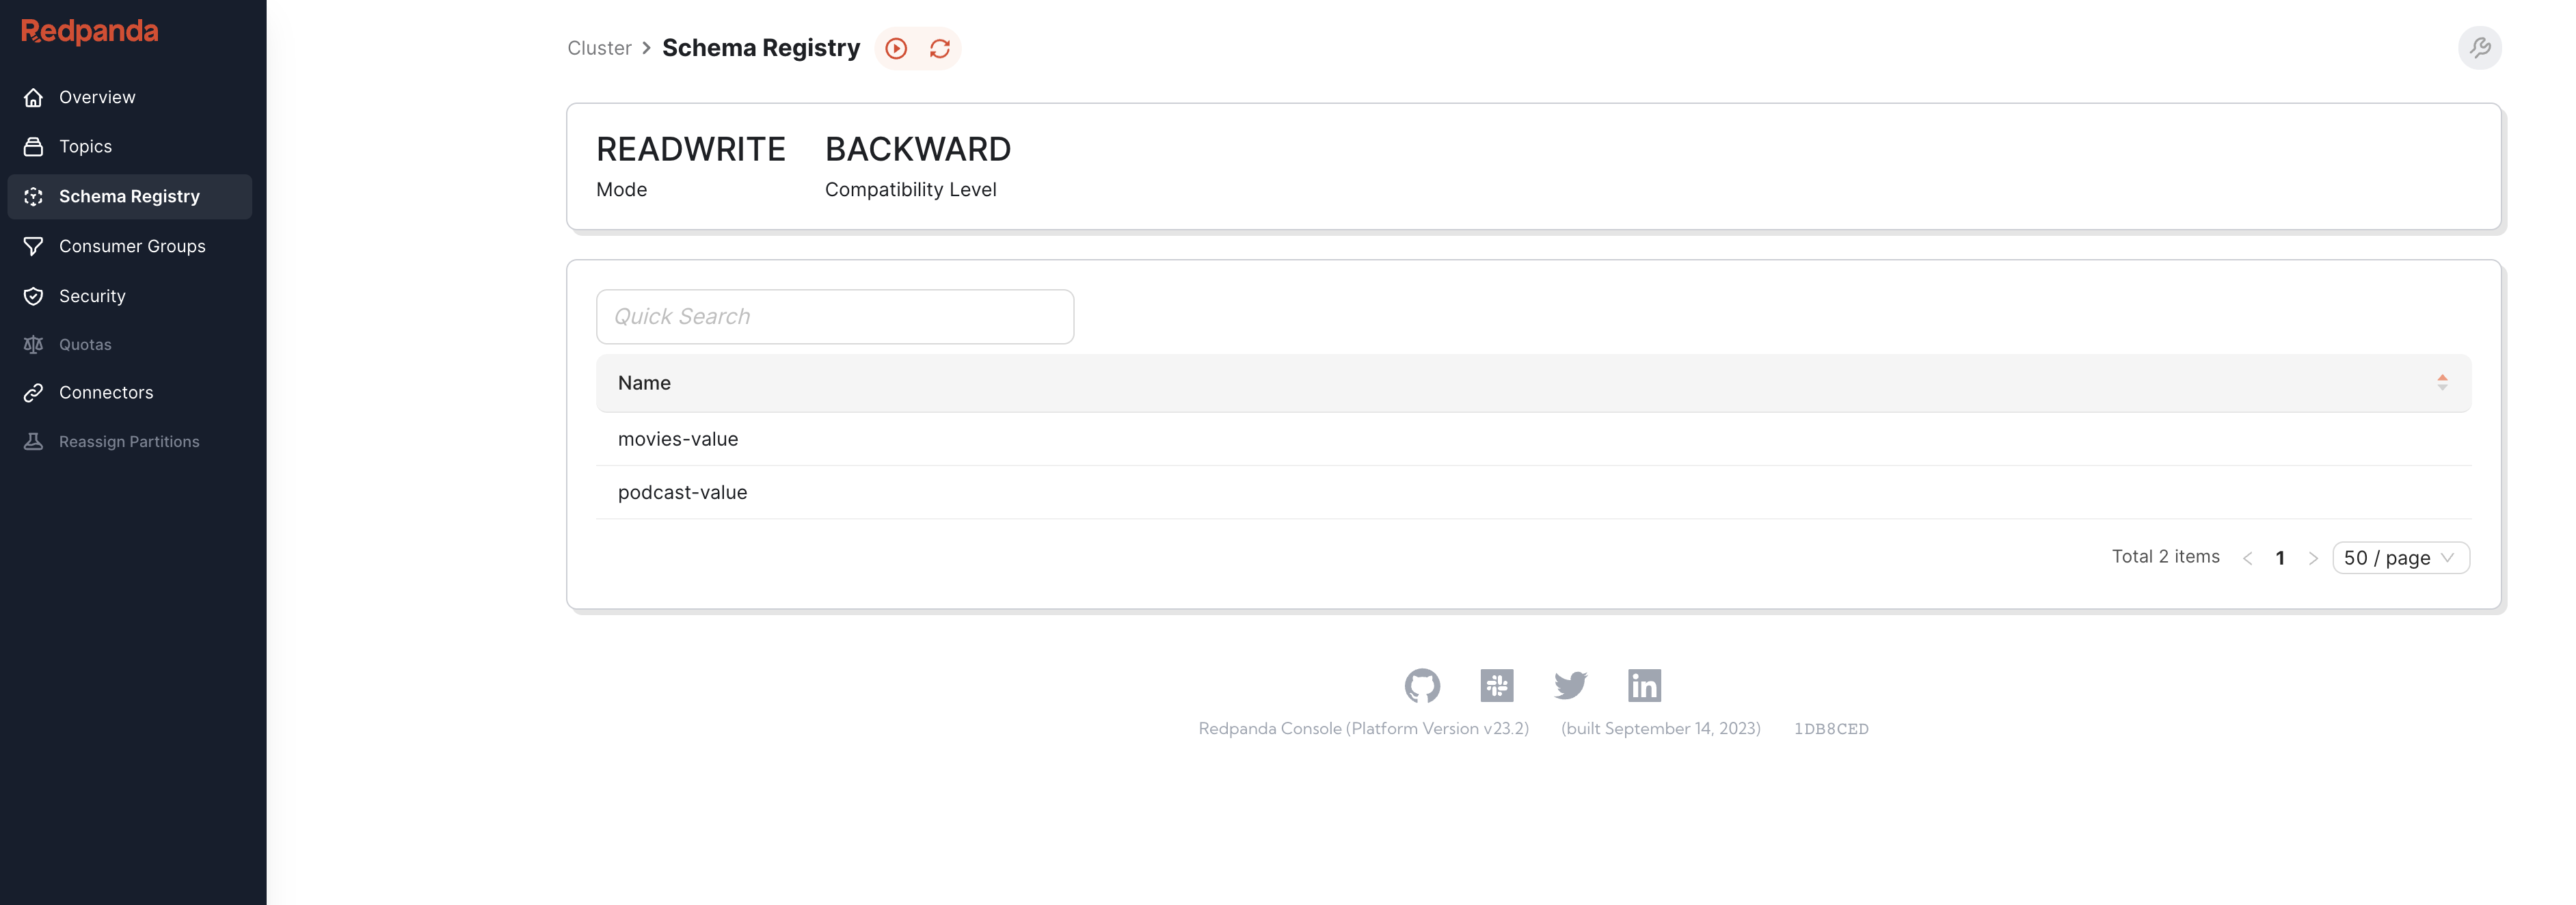 Redpanda
Overview
Topics
Schema Registry
Consumer Groups
Security
Quotas
Connectors
Reassign Partitions
Cluster > Schema Registry
READWRITE BACKWARD
Mode Compatibility Level
Quick Search
Name
movies-value
podcast-value
Total 2 items < 1 > 50 / page
in
Redpanda Console (Platform Version v23.2) (built September 14, 2023) 1DB8CED